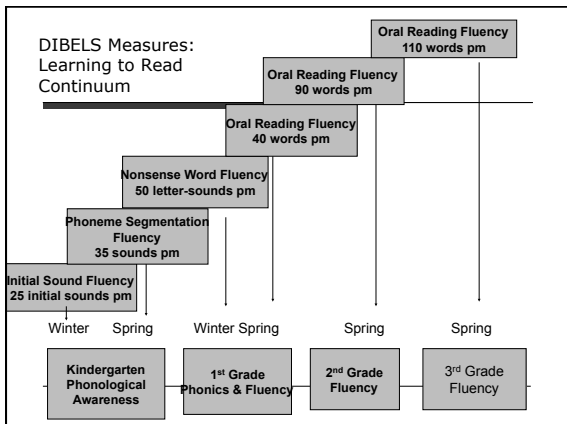 DIBELS Measures:
Learning to Read
Continuum
Oral Reading Fluency
110 words pm
Oral Reading Fluency
90 words pm
Oral Reading Fluency
40 words pm
Nonsense Word Fluency
50 letter-sounds pm
Phoneme Segmentation
Fluency
35 sounds pm
Initial Sound Fluency
25 initial sounds pm
Winter Spring Winter Spring Spring Spring
Kindergarten
Phonological
Awareness
1st Grade
Phonics & Fluency
2nd Grade
Fluency
3rd Grade
Fluency